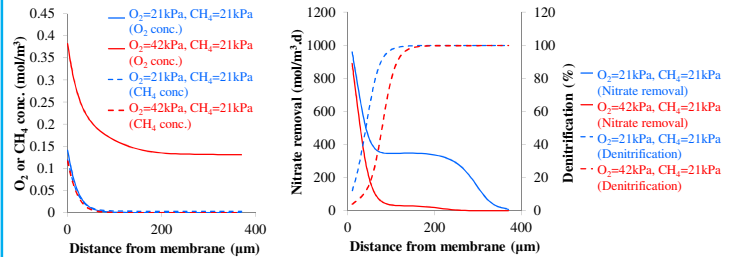 0.45
0.4
0.35
0.3
0.25
0.2
0.15
0.1
0.05
0
0
200
400
O₂ or CH₄ conc. (mol/m³)
Distance from membrane (μm)
O₂=21kPa, CH₄=21kPa
(O₂ conc.)
O₂=42kPa, CH₄=21kPa
(O₂ conc.)
O₂=21kPa, CH₄=21kPa
(CH₄ conc)
O₂=42kPa, CH₄=21kPa
(CH₄ conc.)
1200
1000
800
600
400
200
0
0
200
400
Nitrate removal (mol/m³.d)
Distance from membrane (μm)
120
100
80
60
40
20
0
Denitrification (%)
O₂=21kPa, CH₄=21kPa
(Nitrate removal)
O₂=42kPa, CH₄=21kPa
(Nitrate removal)
O₂=21kPa, CH₄=21kPa
(Denitrification)
O₂=42kPa, CH₄=21kPa
(Denitrification)